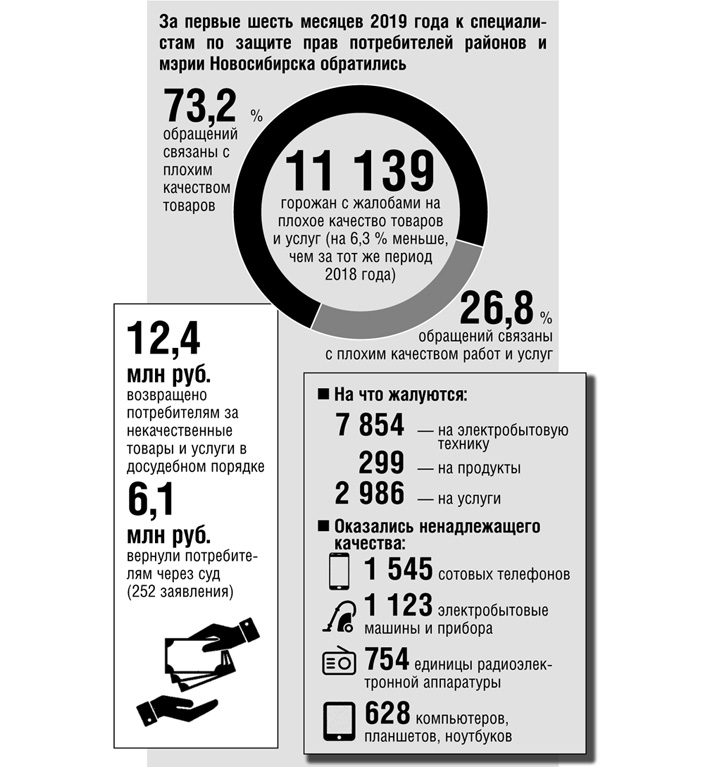 За первые шесть месяцев 2019 года к специали-
стам по защите прав потребителей районов и
мэрии Новосибирска обратились
73,2 %
обращений
связаны с
плохим
качеством
товаров
11 139
горожан с жалобами на
плохое качество товаров
и услуг (на 6,3 % меньше,
чем за тот же период
2018 года)
26,8 %
обращений связаны
с плохим качеством работ и услуг
12,4
млн руб.
возвращено
потребителям за
некачественные
товары и услуги в
досудебном порядке
6,1
млн руб.
вернули потребите-
лям через суд
(252 заявления)
■ На что жалуются:
7 854 — на электробытовую
технику
299 — на продукты
2 986 — на услуги
■ Оказались ненадлежащего
качества:
1 545 сотовых телефонов
1 123 электробытовые
машины и прибора
754 единицы радиоэлек-
тронной аппаратуры
628 компьютеров,
планшетов, ноутбуков